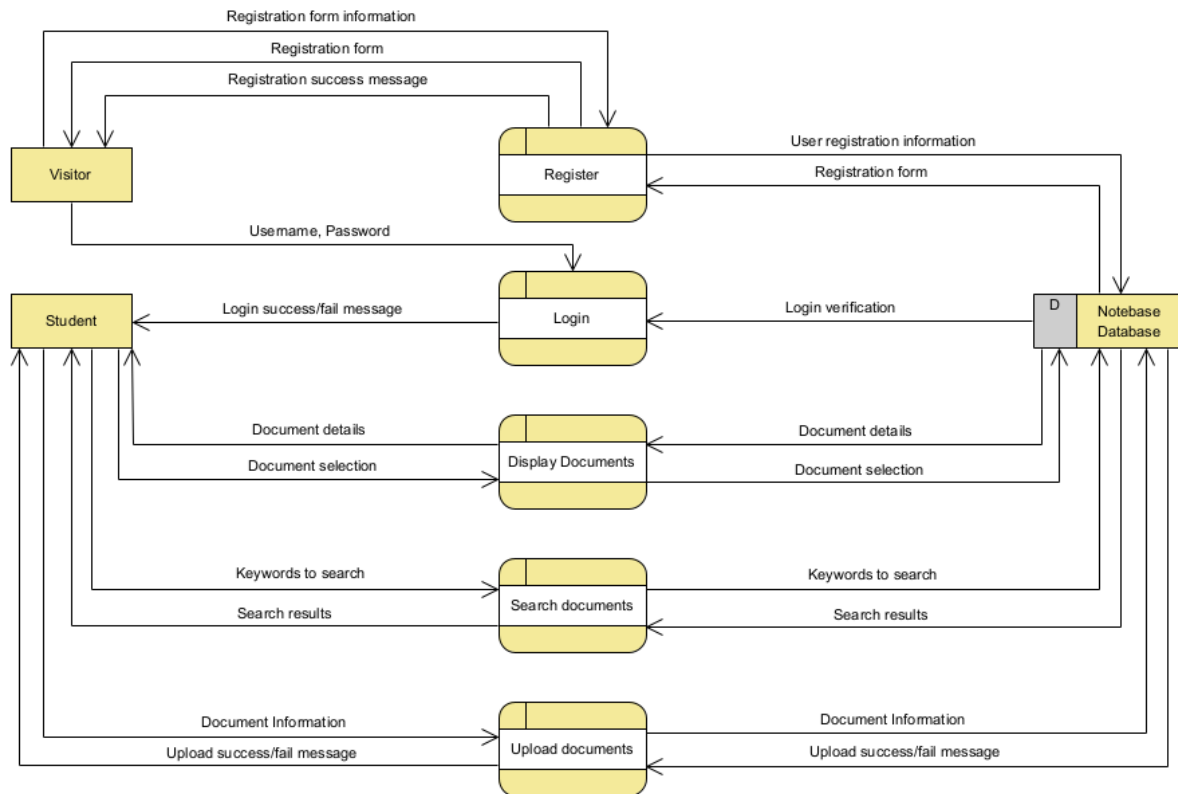 Registration form information
Registration form
Registration success message
User registration information
Visitor
Register
Registration form
Username, Password
Login success/fail message
Login verification
D
Notebase
Database
Student
Login
Document details
Document details
Display Documents
Document selection
Document selection
Keywords to search
Keywords to search
Search documents
Search results
Search results
Document Information
Document Information
Upload documents
Upload success/fail message
Upload success/fail message